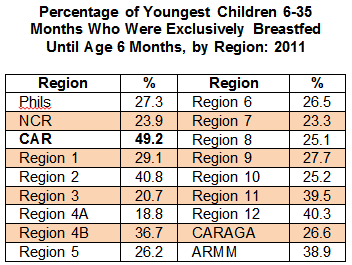 Percentage of Youngest Children 6-35
Months Who Were Exclusively Breastfed
Until Age 6 Months, by Region: 2011
Region % Region %
Phils 27.3 Region 6 26.5
NCR 23.9 Region 7 23.3
CAR 49.2 Region 8 25.1
Region 1 29.1 Region 9 27.7
Region 2 40.8 Region 10 25.2
Region 3 20.7 Region 11 39.5
Region 4A 18.8 Region 12 40.3
Region 4B 36.7 CARAGA 26.6
Region 5 26.2 ARMM 38.9